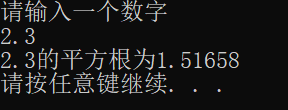 请输入一个数字
2.3
2.3的平方根为1.51658
请按任意键继续. . .